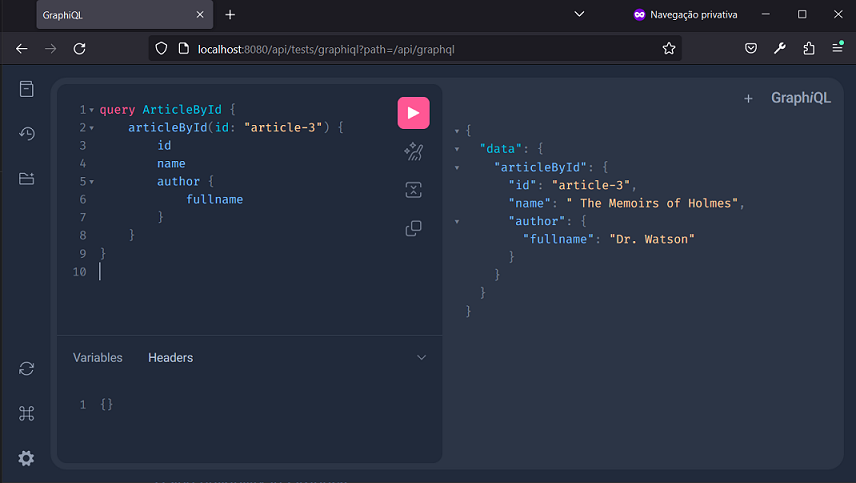 GraphiQL
Navegação privativa
localhost:8080/api/tests/graphiql?path=/api/graphql
1 query ArticleById {
2 articleById(id: "article-3") {
3 id
4 name
5 author {
6 fullname
7 }
8 }
9 }
10
Variables Headers
1 {}
GraphiQL
{
"data": {
"articleById": {
"id": "article-3",
"name": " The Memoirs of Holmes",
"author": {
"fullname": "Dr. Watson"
}
}
}
}